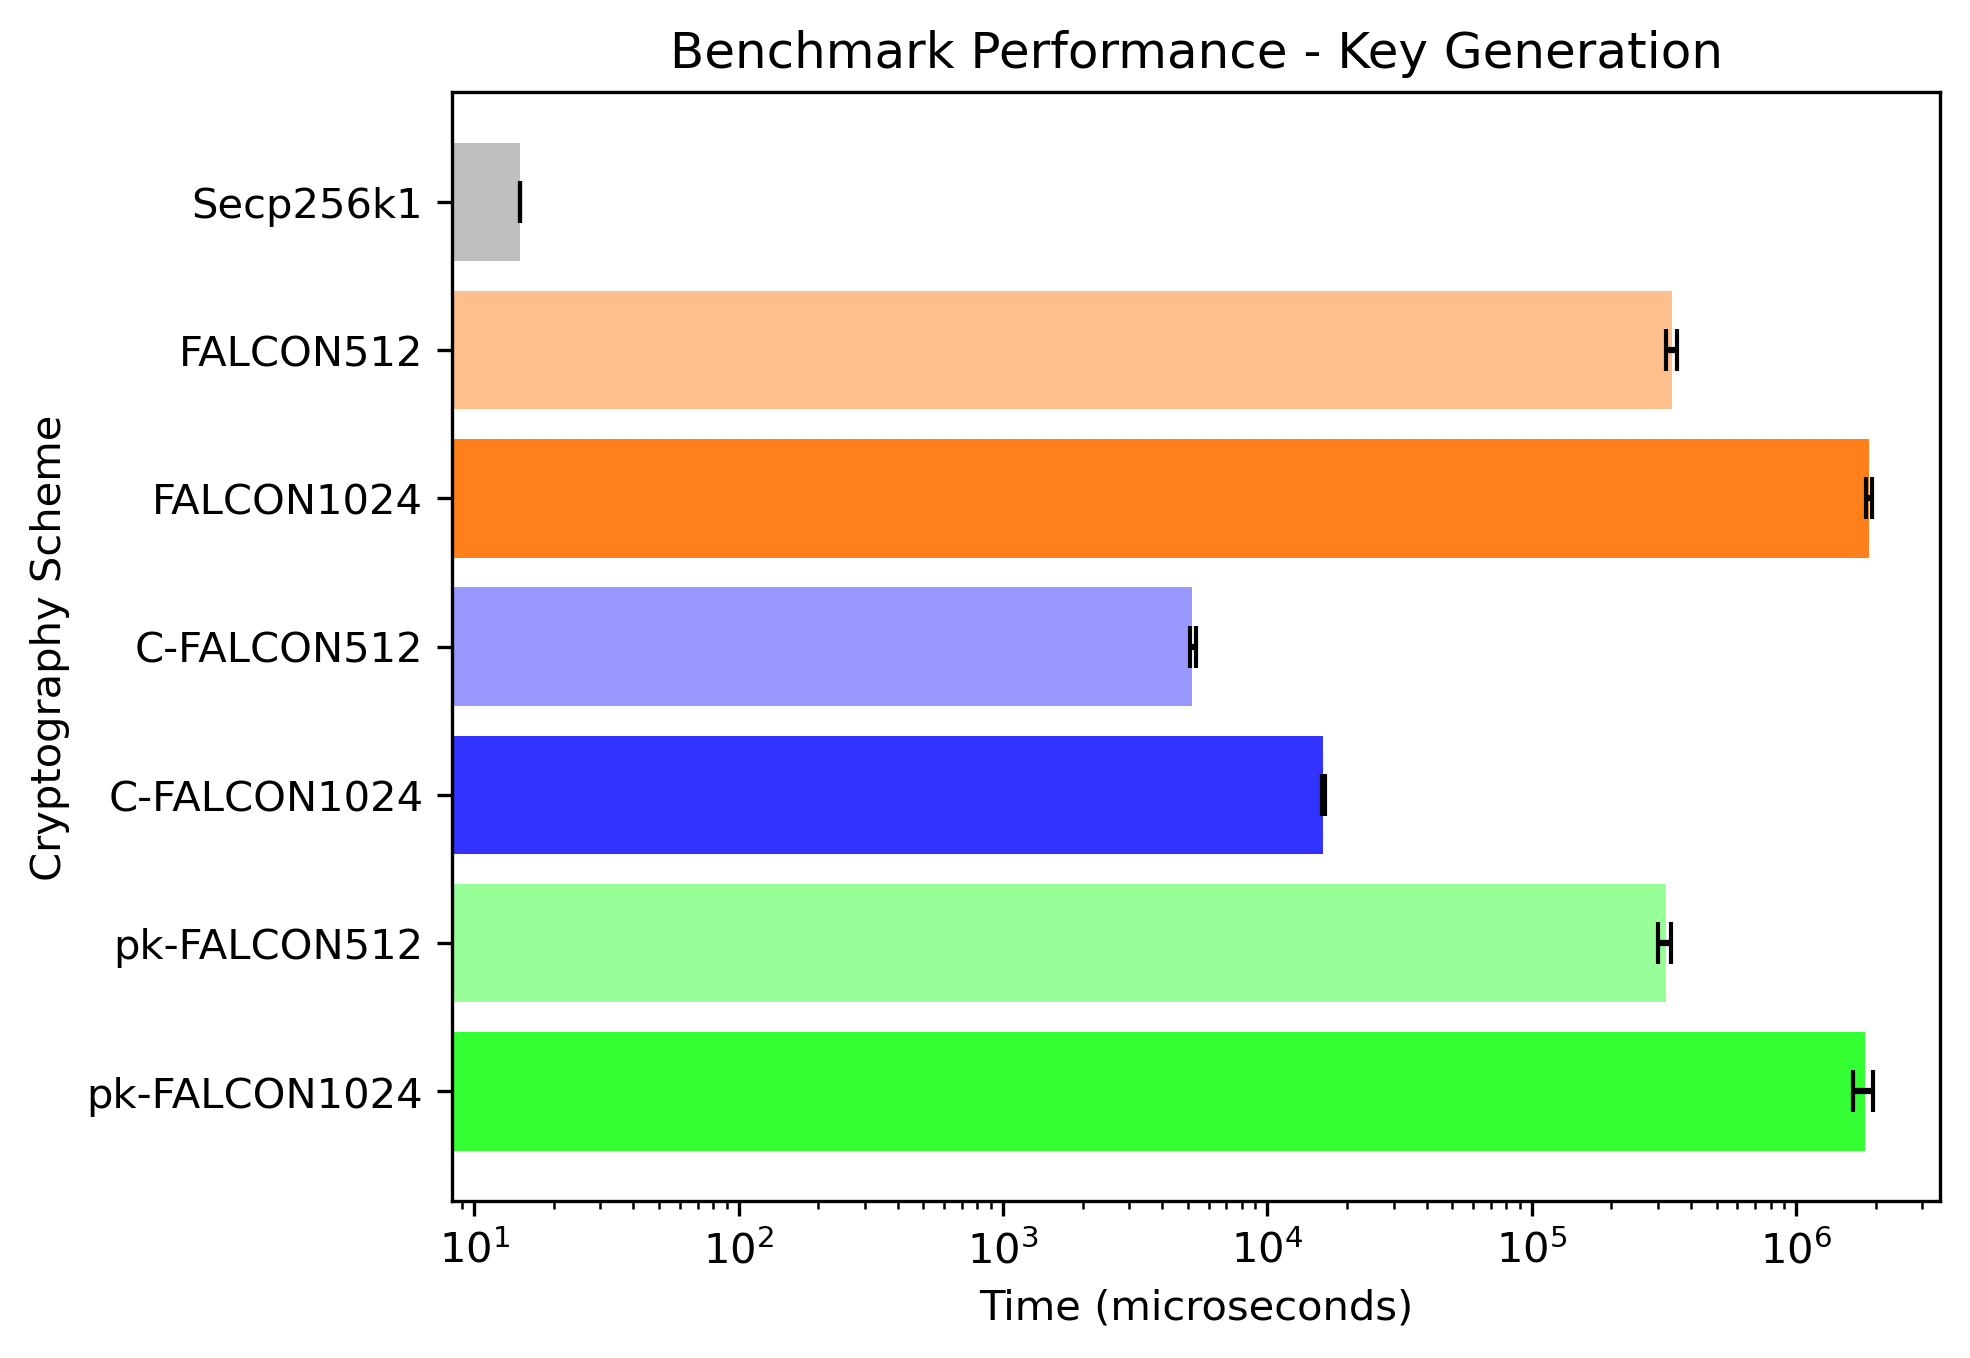 Benchmark Performance - Key Generation
Cryptography Scheme
Secp256k1
FALCON512
FALCON1024
C-FALCON512
C-FALCON1024
pk-FALCON512
pk-FALCON1024
10¹ 10² 10³ 10⁴ 10⁵ 10⁶
Time (microseconds)